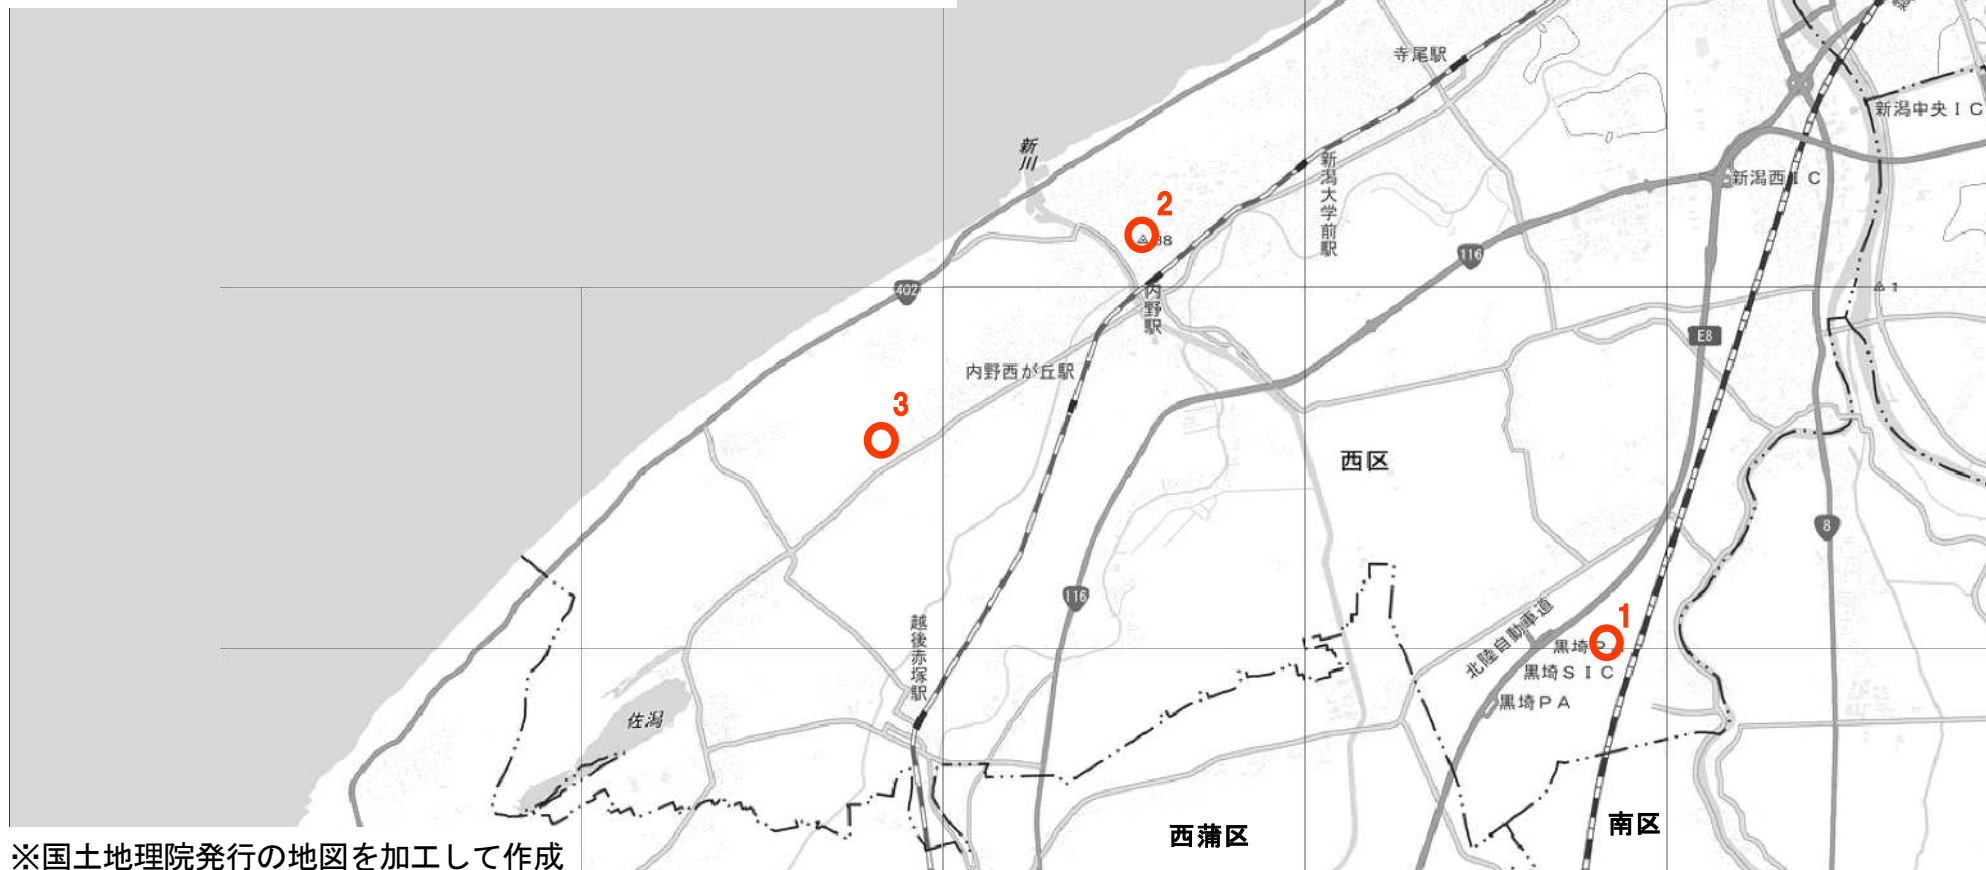 寺尾駅
新潟中央IC
新川
新潟大学前駅
新潟西IC
2
38
116
402
内野駅
1
E8
内野西が丘駅
3
西区
8
116
越後赤塚駅
北陸自動車道
1
黒埼P
黒埼SIC
黒埼PA
佐潟
西蒲区
南区
※国土地理院発行の地図を加工して作成